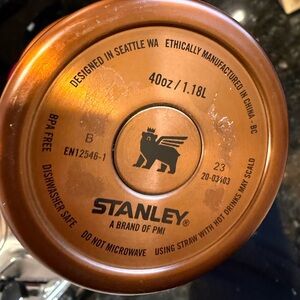 DESIGNED IN SEATTLE WA
ETHICALLY MANUFACTURED IN CHINA - BC
40oz / 1.18L
BPA FREE
B
EN12546-1
23
20-03403
STANLEY®
A BRAND OF PMI
DISHWASHER SAFE
DO NOT MICROWAVE
USING STRAW WITH HOT DRINKS MAY SCALD